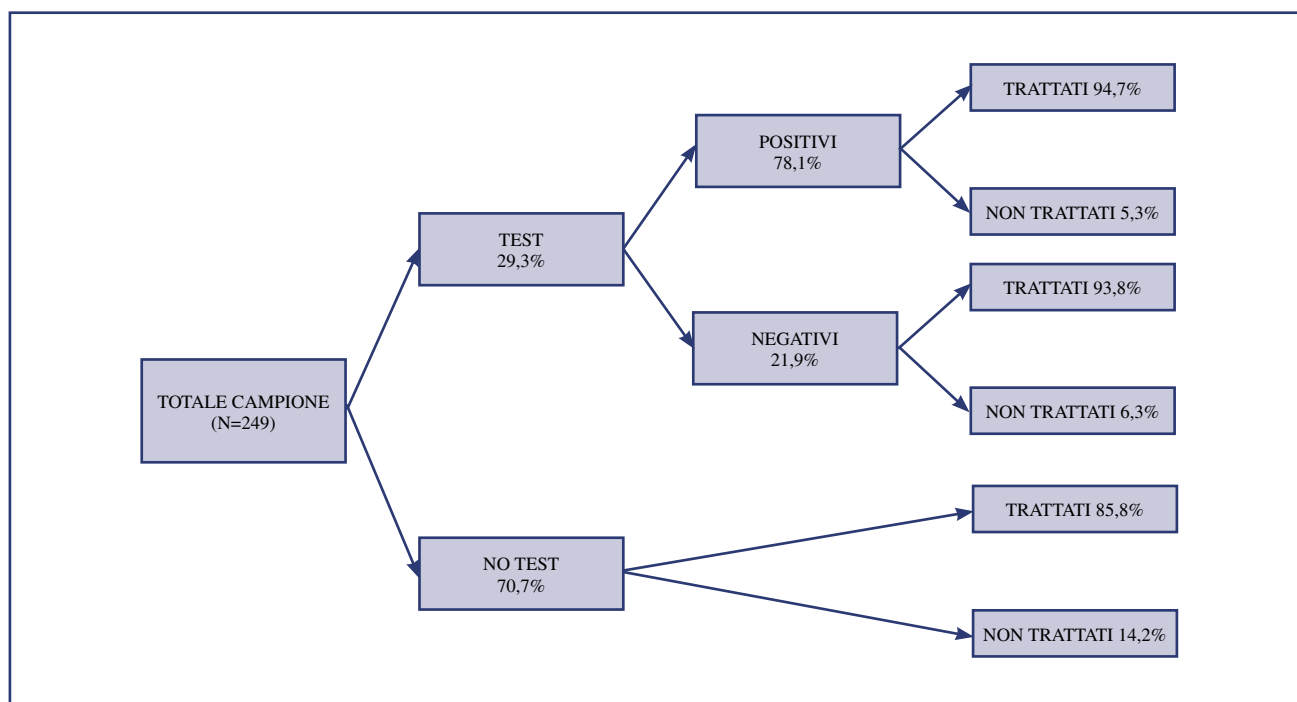 TOTALE CAMPIONE
(N=249)
TEST
29,3%
NO TEST
70,7%
POSITIVI
78,1%
NEGATIVI
21,9%
TRATTATI 94,7%
NON TRATTATI 5,3%
TRATTATI 93,8%
NON TRATTATI 6,3%
TRATTATI 85,8%
NON TRATTATI 14,2%